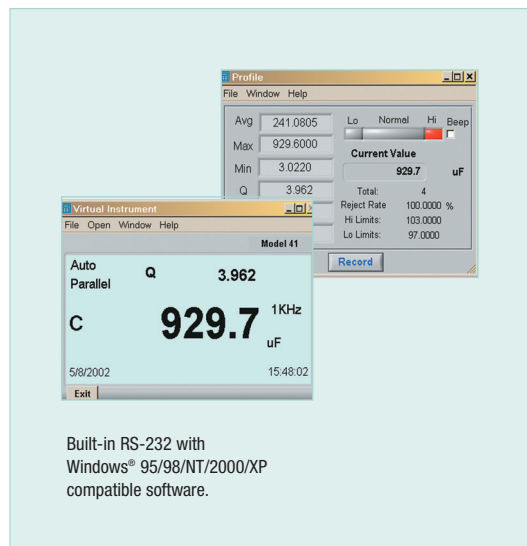 Profile
File Window Help
Avg 241.0805
Max 929.6000
Min 3.0220
Q 3.962
Lo Normal Hi Beep
Current Value
929.7 uF
Total: 4
Reject Rate 100.0000 %
Hi Limits: 103.0000
Lo Limits: 97.0000
Record
Virtual Instrument
File Open Window Help
Model 41
Auto
Parallel
Q 3.962
C 929.7 1KHz
uF
5/8/2002 15:48:02
Exit
Built-in RS-232 with
Windows® 95/98/NT/2000/XP
compatible software.